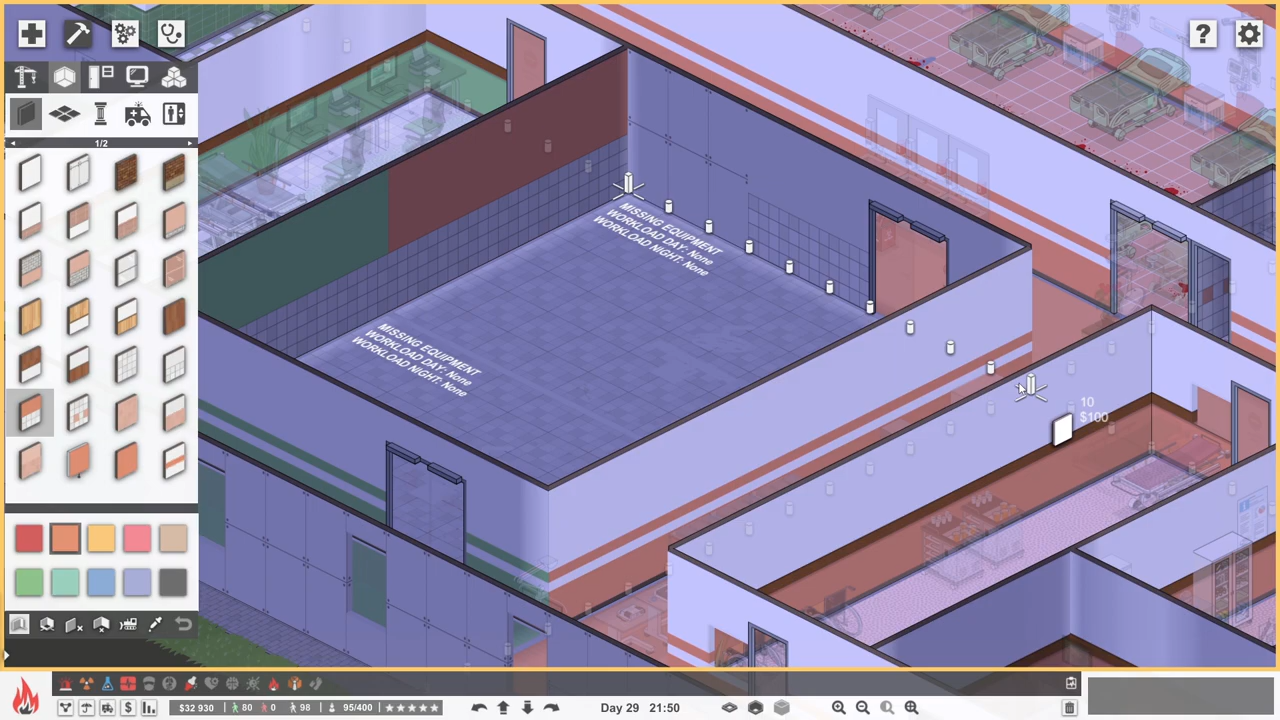 ?
1/2
MISSING EQUIPMENT
WORKLOAD DAY: None
WORKLOAD NIGHT: None
MISSING EQUIPMENT
WORKLOAD DAY: None
WORKLOAD NIGHT: None
10
$100
$32 930
80
0
98
95/400
Day 29 21:50